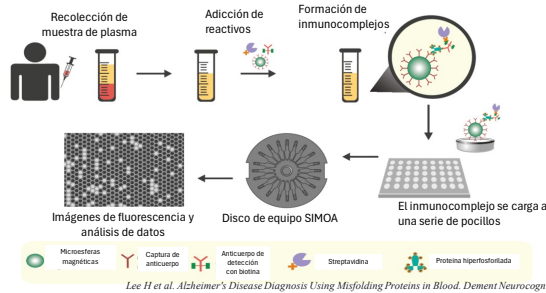 Recolección de
muestra de plasma
Adicción de
reactivos
Formación de
inmunocomplejos
El inmunocomplejo se carga a
una serie de pocillos
Disco de equipo SIMOA
Imágenes de fluorescencia y
análisis de datos
Microesferas
magnéticas
Captura de
anticuerpo
Anticuerpo de
detección
con biotina
Streptavidina
Proteina hiperfosforilada
Lee H et al. Alzheimer's Disease Diagnosis Using Misfolding Proteins in Blood. Dement Neurocogn